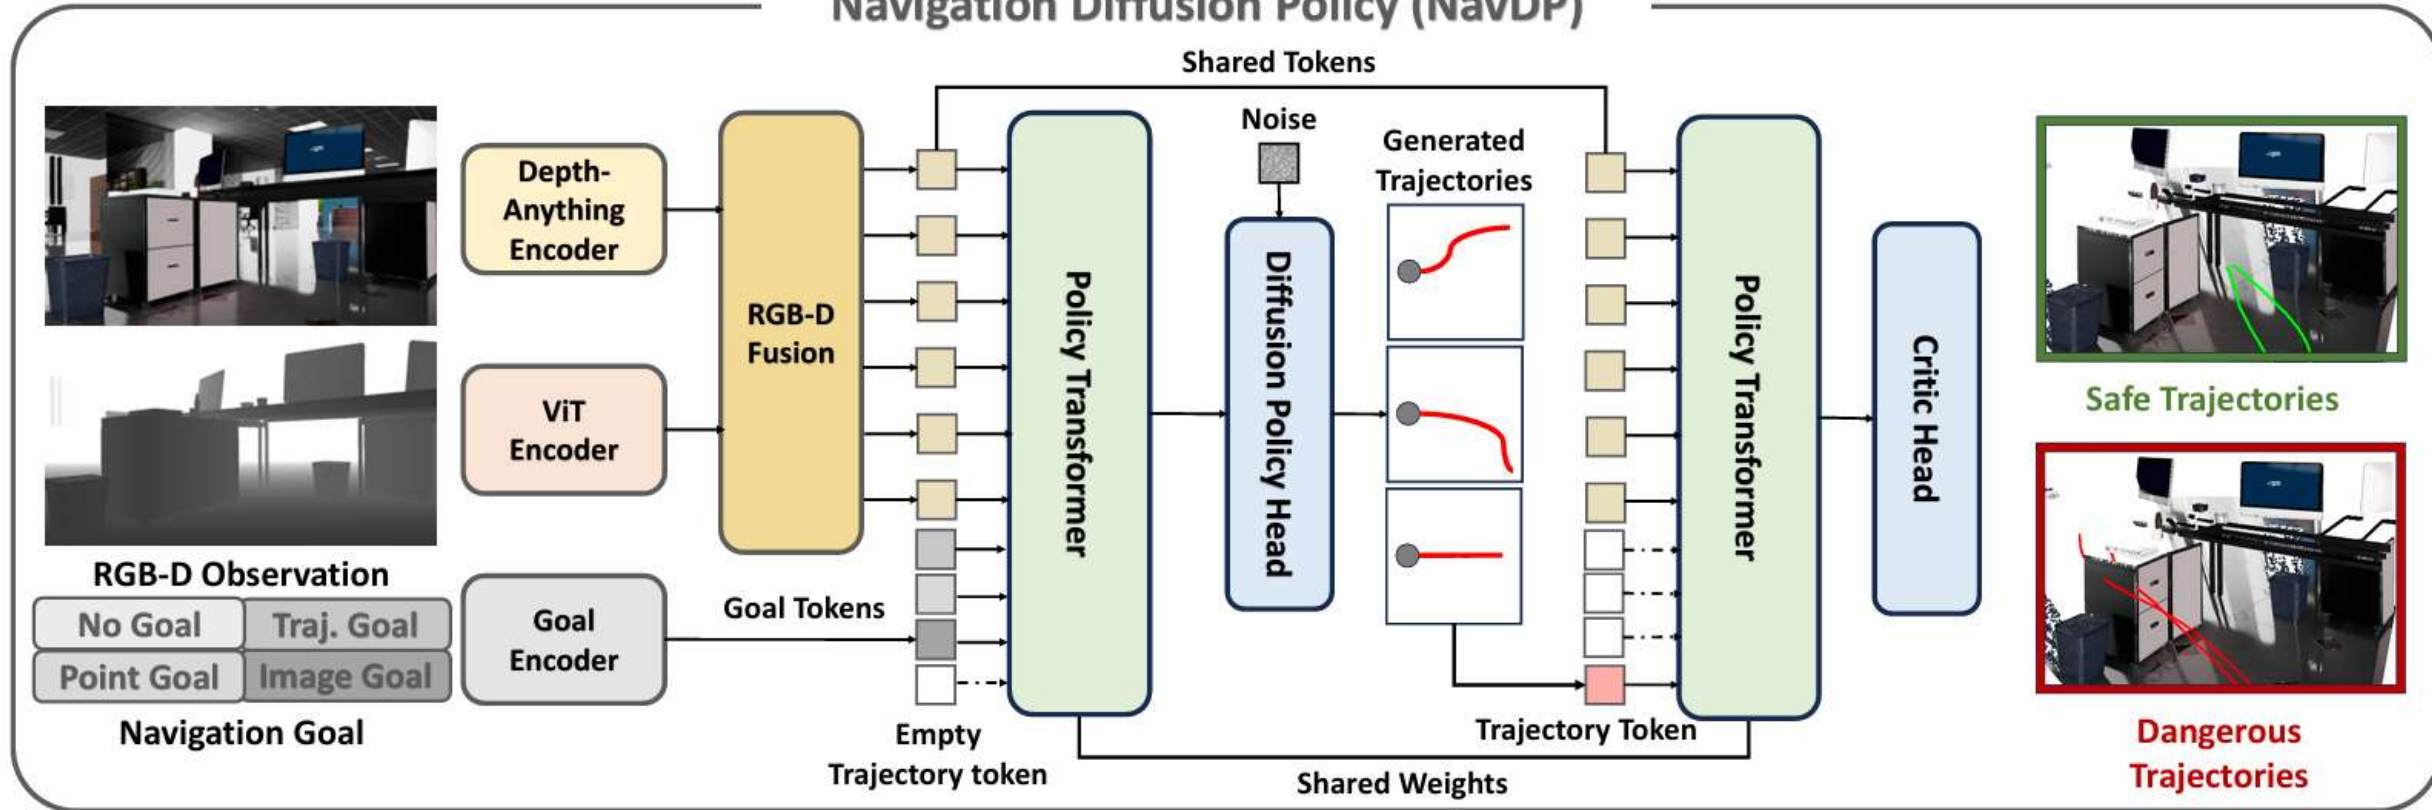 Navigation Diffusion Policy (NavDP)
Shared Tokens
Noise
Generated
Trajectories
Depth-
Anything
Encoder
RGB-D
Fusion
Policy Transformer
Diffusion Policy Head
Policy Transformer
Critic Head
Safe Trajectories
ViT
Encoder
RGB-D Observation
No Goal
Traj. Goal
Point Goal
Image Goal
Navigation Goal
Goal
Encoder
Goal Tokens
Empty
Trajectory token
Trajectory Token
Shared Weights
Dangerous
Trajectories